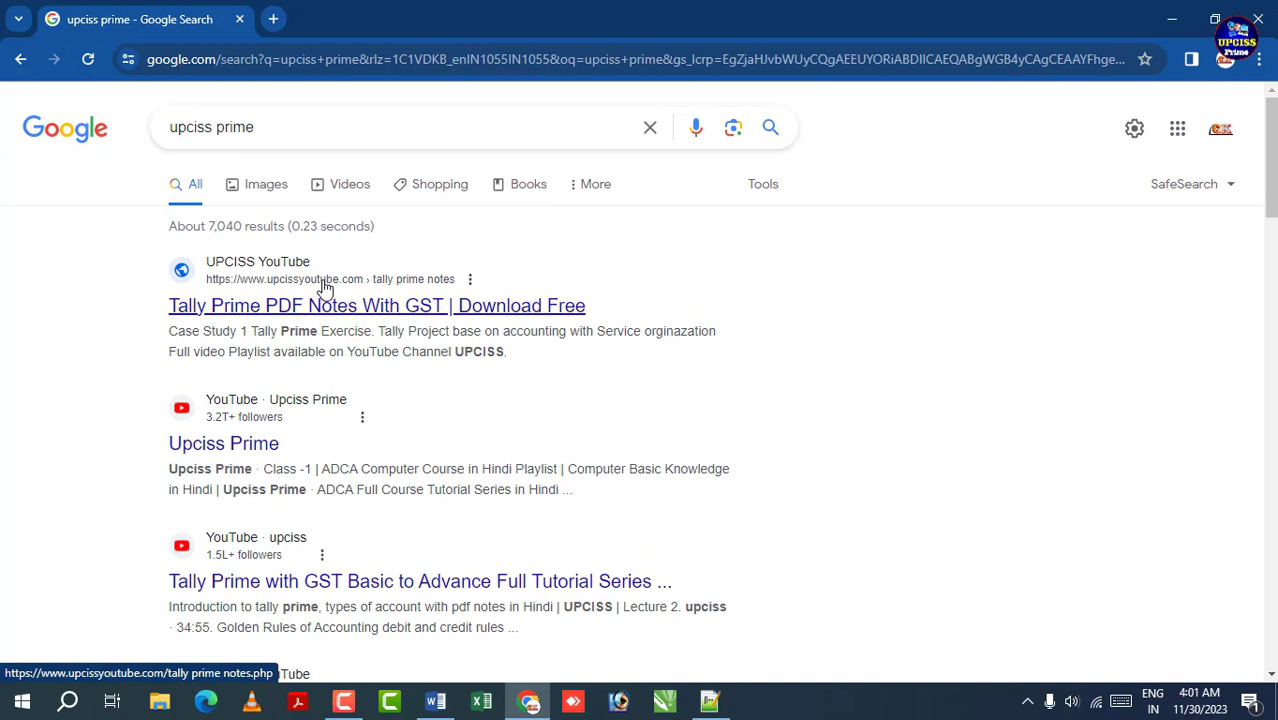 upciss prime - Google Search
google.com/search?q=upciss+prime&rlz=1C1VDKB_enIN1055IN1055&oq=upciss+prime&gs_lcrp=EgZjaHJvbWUyCQgAEEUYORiABDIICAEQABgWGB4yCAgCEAAYFhge...
UPCISS
Prime
Google
upciss prime
All
Images
Videos
Shopping
Books
More
Tools
SafeSearch
About 7,040 results (0.23 seconds)
UPCISS YouTube
https://www.upcissyoutube.com › tally prime notes
Tally Prime PDF Notes With GST | Download Free
Case Study 1 Tally Prime Exercise. Tally Project base on accounting with Service orginazation
Full video Playlist available on YouTube Channel UPCISS.
YouTube · Upciss Prime
3.2T+ followers
Upciss Prime
Upciss Prime · Class -1 | ADCA Computer Course in Hindi Playlist | Computer Basic Knowledge
in Hindi | Upciss Prime · ADCA Full Course Tutorial Series in Hindi ...
YouTube · upciss
1.5L+ followers
Tally Prime with GST Basic to Advance Full Tutorial Series ...
Introduction to tally prime, types of account with pdf notes in Hindi | UPCISS | Lecture 2. upciss
· 34:55. Golden Rules of Accounting debit and credit rules ...
https://www.upcissyoutube.com/tally prime notes.php
Tube
ENG
IN
4:01 AM
11/30/2023
1